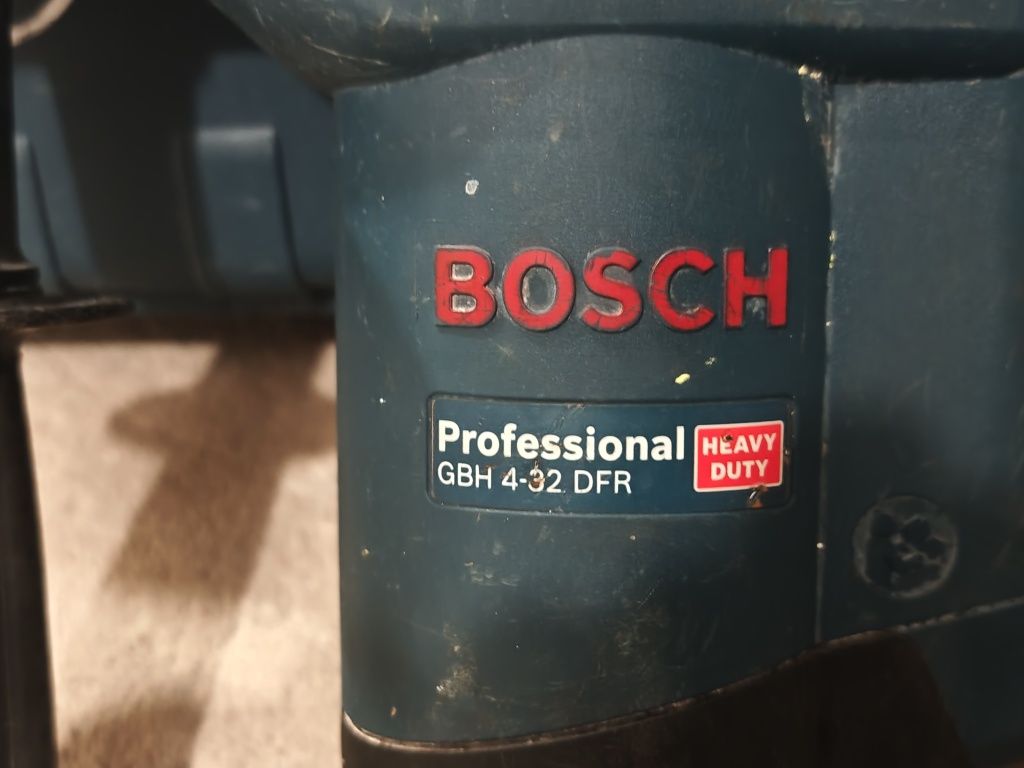 BOSCH
Professional
GBH 4-32 DFR
HEAVY
DUTY